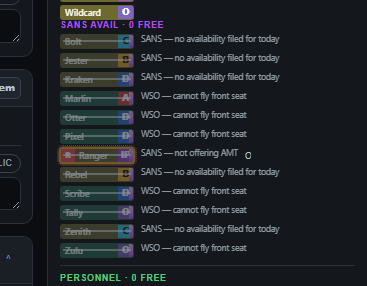 Wildcard
SANS AVAIL · 0 FREE
Bolt SANS — no availability filed for today
Jester SANS — no availability filed for today
Kraken SANS — no availability filed for today
Marlin WSO — cannot fly front seat
Otter WSO — cannot fly front seat
Pixel WSO — cannot fly front seat
em
Ranger SANS — not offering AMT
LIC
Rebel SANS — no availability filed for today
Scribe WSO — cannot fly front seat
Tally WSO — cannot fly front seat
Zenith SANS — no availability filed for today
Zulu WSO — cannot fly front seat
PERSONNEL · 0 FREE